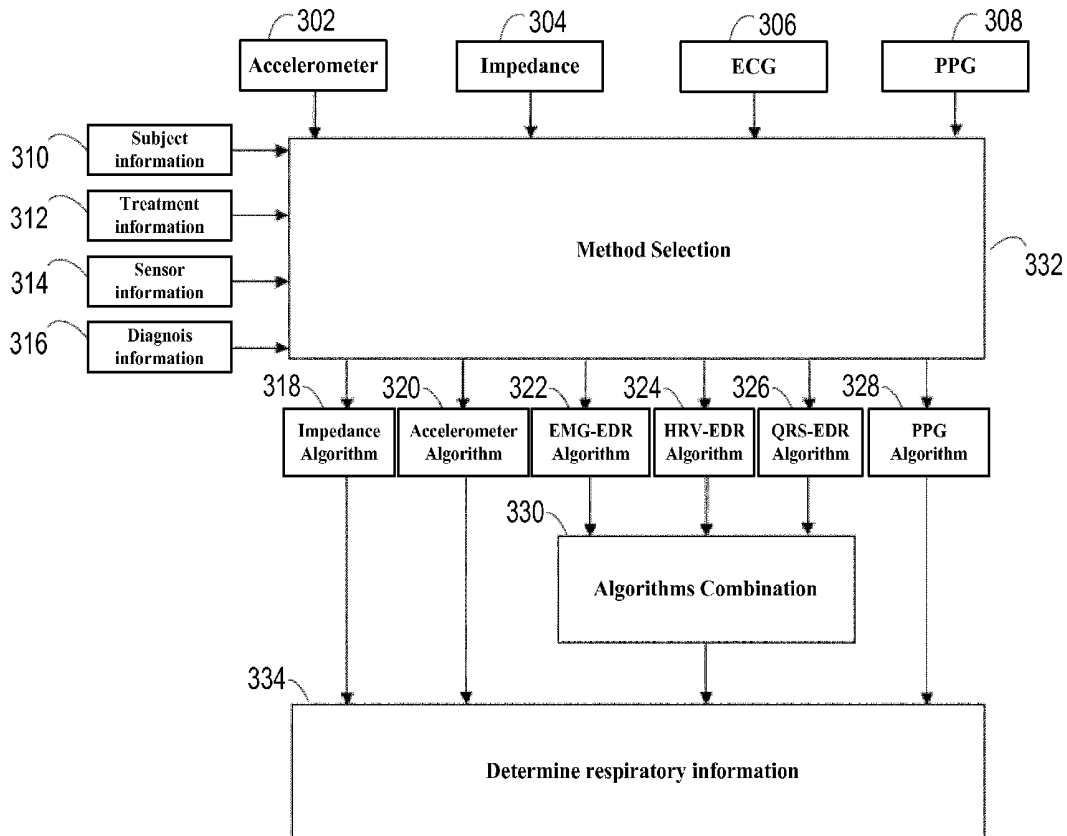 302
304
306
308
Accelerometer
Impedance
ECG
PPG
310
Subject
information
312
Treatment
information
314
Sensor
information
316
Diagnois
information
Method Selection
332
318
320
322
324
326
328
Impedance
Algorithm
Accelerometer
Algorithm
EMG-EDR
Algorithm
HRV-EDR
Algorithm
QRS-EDR
Algorithm
PPG
Algorithm
330
Algorithms Combination
334
Determine respiratory information